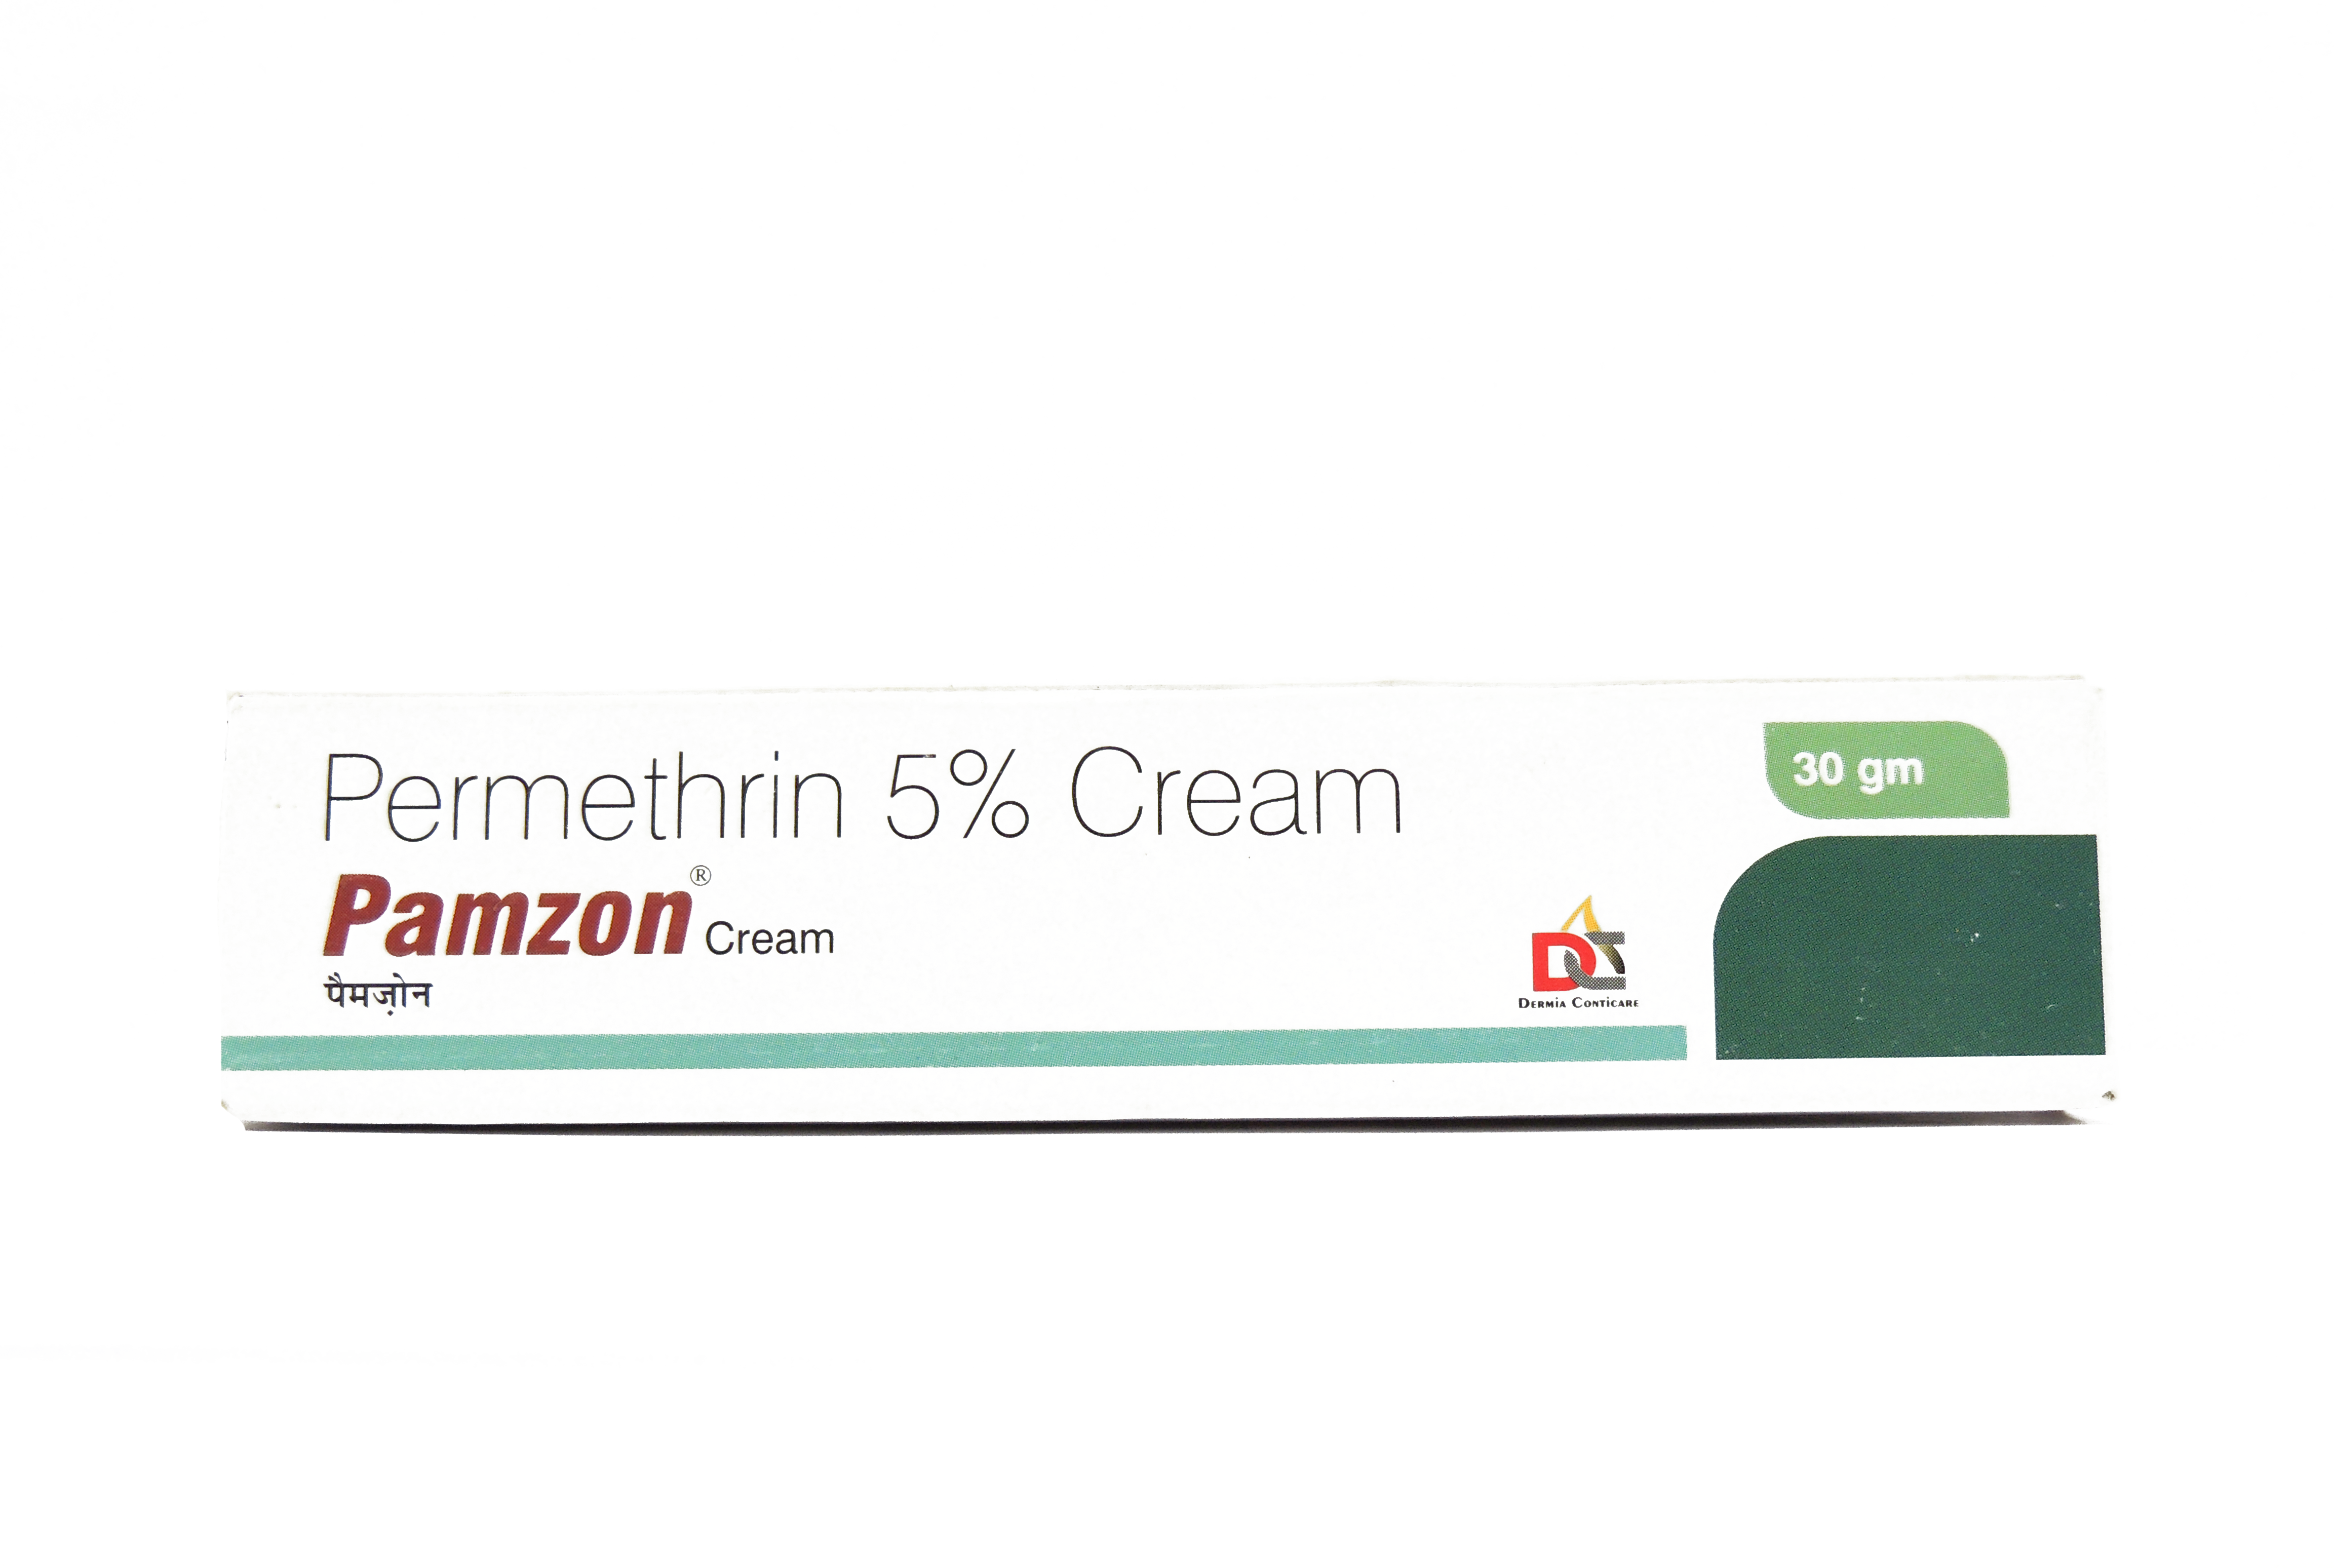 Permethrin 5% Cream
30 gm
Pamzon® Cream
पैमज़ोन
DC
DERMIA CONTICARE